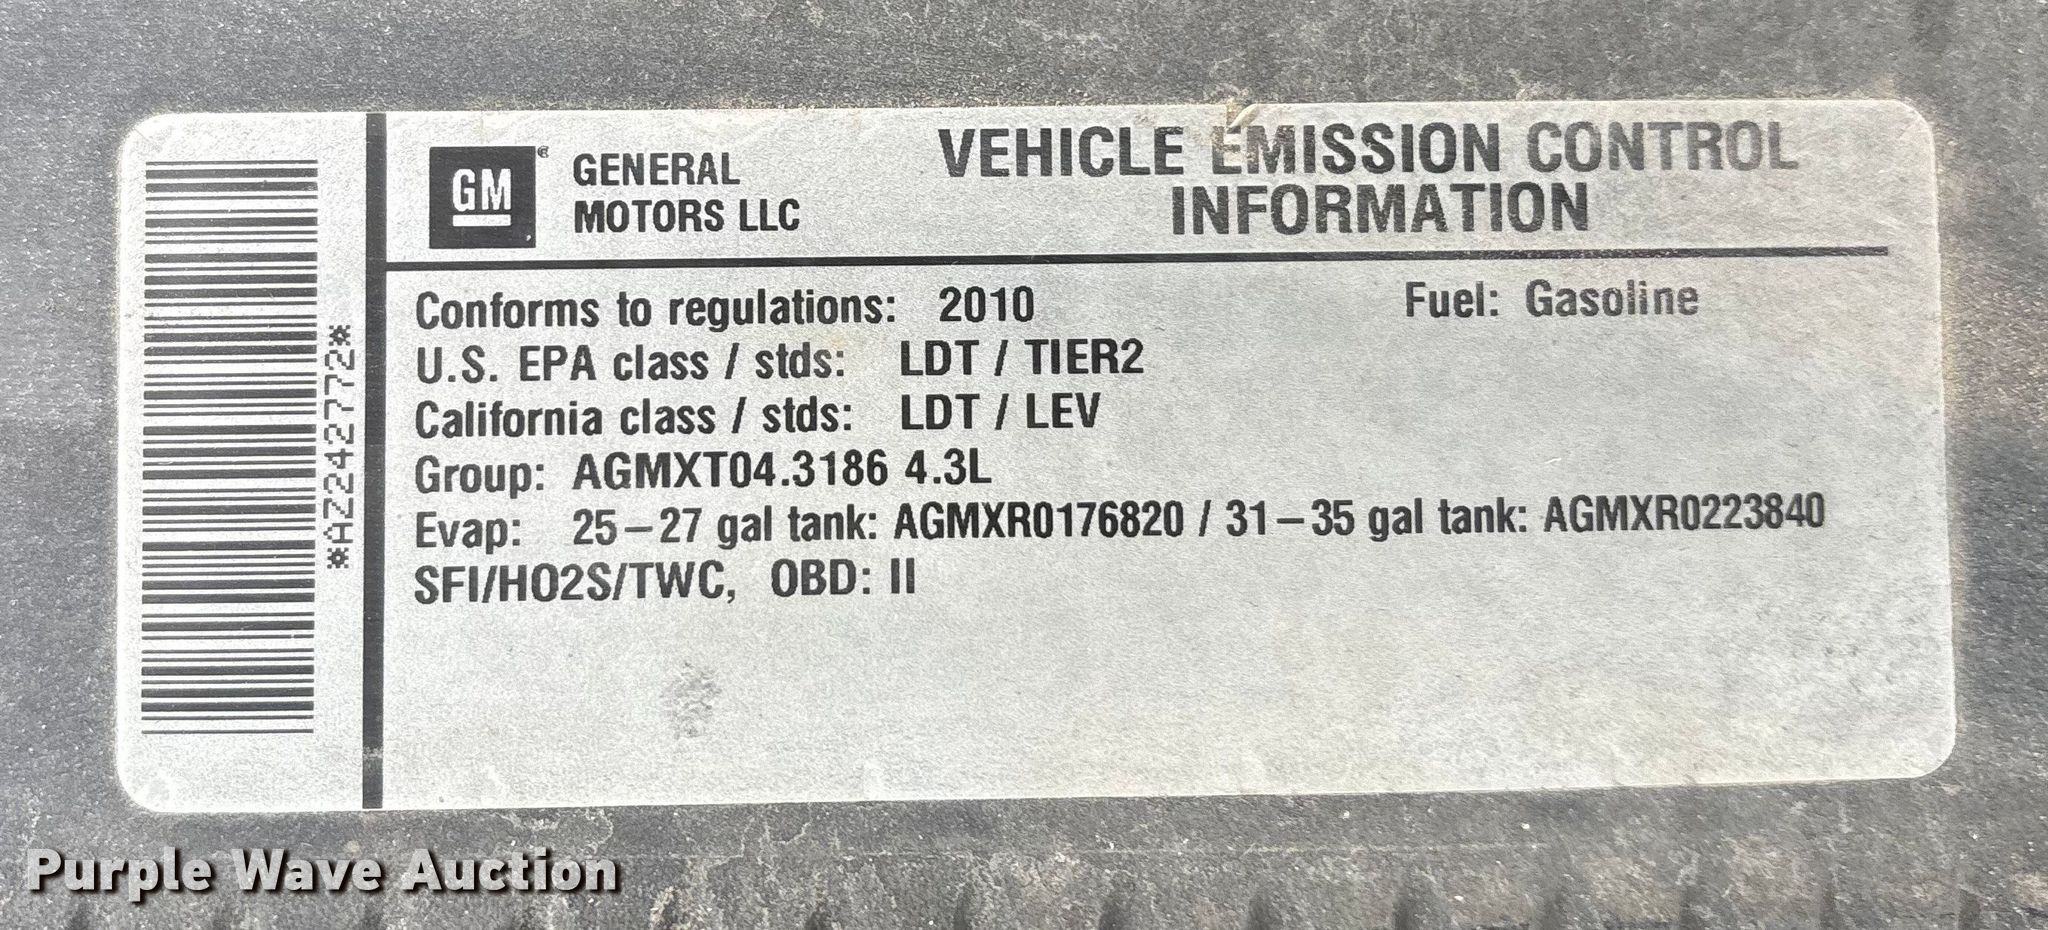 *AZ2242772*
GM
GENERAL
MOTORS LLC
VEHICLE EMISSION CONTROL
INFORMATION
Conforms to regulations: 2010 Fuel: Gasoline
U.S. EPA class / stds: LDT / TIER2
California class / stds: LDT / LEV
Group: AGMXT04.3186 4.3L
Evap: 25–27 gal tank: AGMXR0176820 / 31–35 gal tank: AGMXR0223840
SFI/HO2S/TWC, OBD: II
Purple Wave Auction